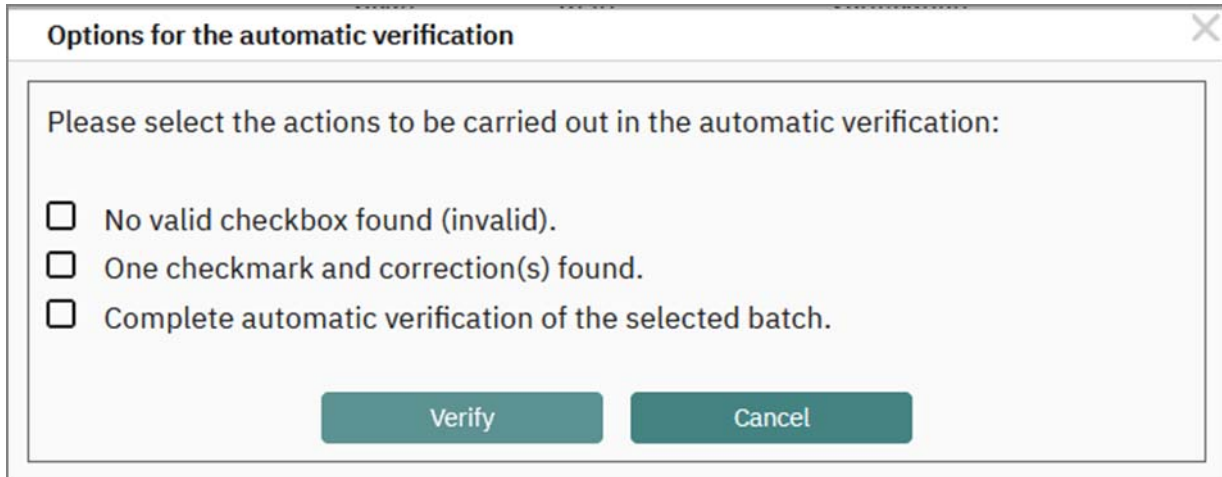 Options for the automatic verification
Please select the actions to be carried out in the automatic verification:
No valid checkbox found (invalid).
One checkmark and correction(s) found.
Complete automatic verification of the selected batch.
Verify
Cancel